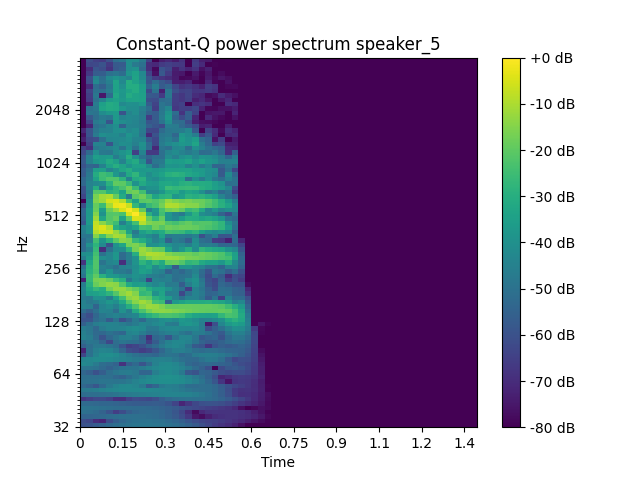 Constant-Q power spectrum speaker_5
Hz
2048
1024
512
256
128
64
32
0 0.15 0.3 0.45 0.6 0.75 0.9 1.1 1.2 1.4
Time
+0 dB
-10 dB
-20 dB
-30 dB
-40 dB
-50 dB
-60 dB
-70 dB
-80 dB